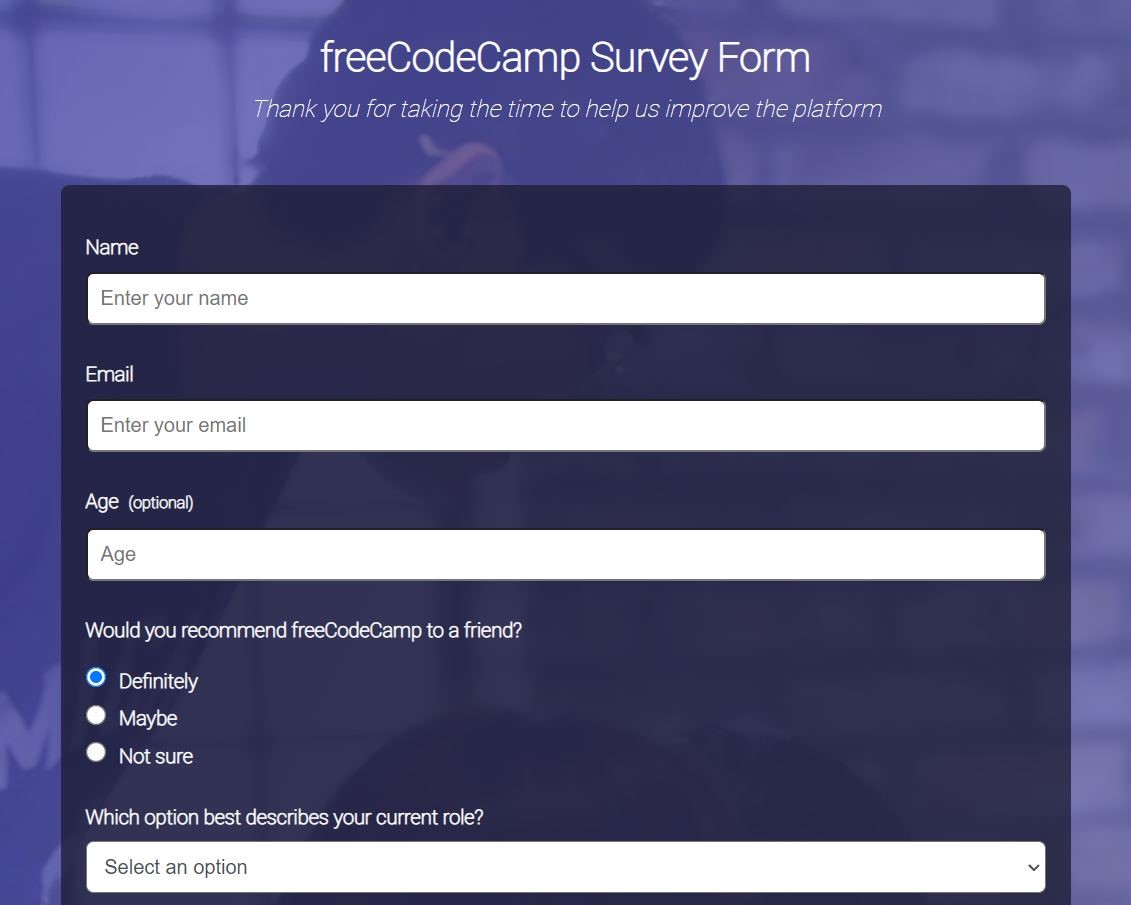 freeCodeCamp Survey Form
Thank you for taking the time to help us improve the platform
Name
Enter your name
Email
Enter your email
Age (optional)
Age
Would you recommend freeCodeCamp to a friend?
Definitely
Maybe
Not sure
Which option best describes your current role?
Select an option